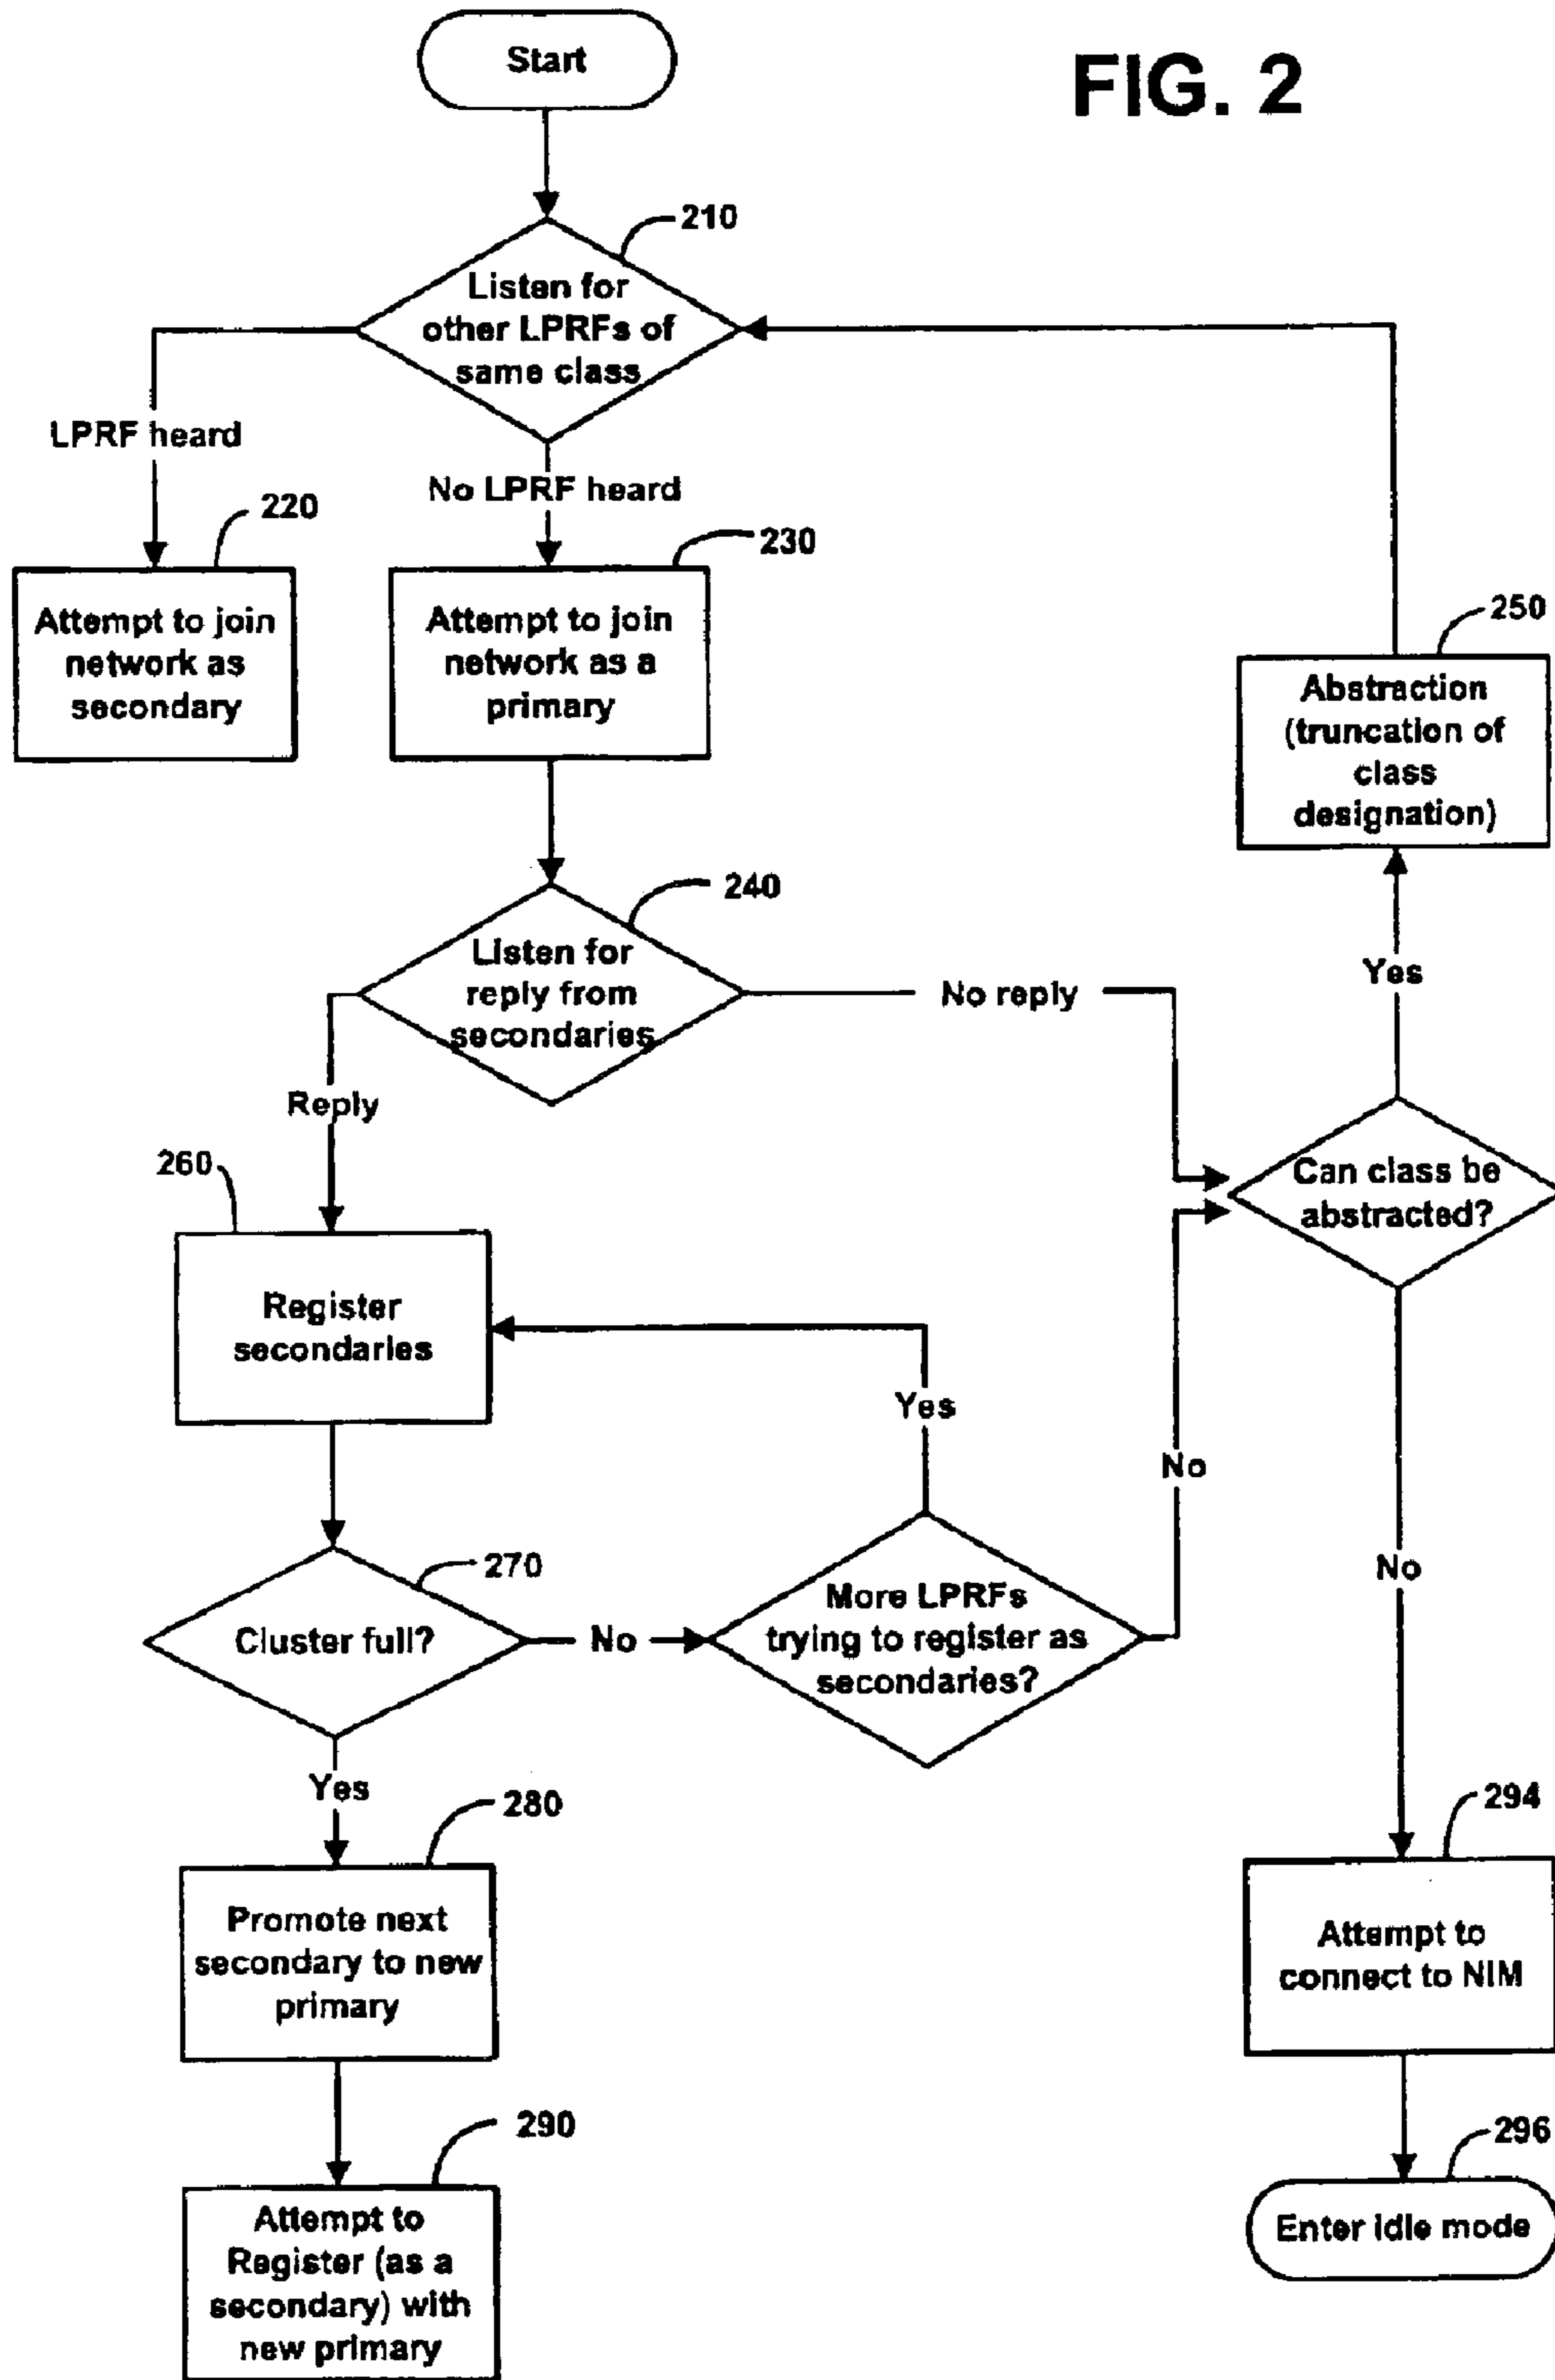 FIG. 2
Start
210
Listen for
other LPRFs of
same class
LPRF heard
No LPRF heard
220
Attempt to join
network as
secondary
230
Attempt to join
network as a
primary
250
Abstraction
(truncation of
class
designation)
240
Listen for
reply from
secondaries
No reply
Yes
Reply
Can class be
abstracted?
260
Register
secondaries
Yes
No
270
Cluster full?
No
More LPRFs
trying to register as
secondaries?
No
Yes
280
Promote next
secondary to new
primary
294
Attempt to
connect to NIM
290
Attempt to
Register (as a
secondary) with
new primary
296
Enter idle mode